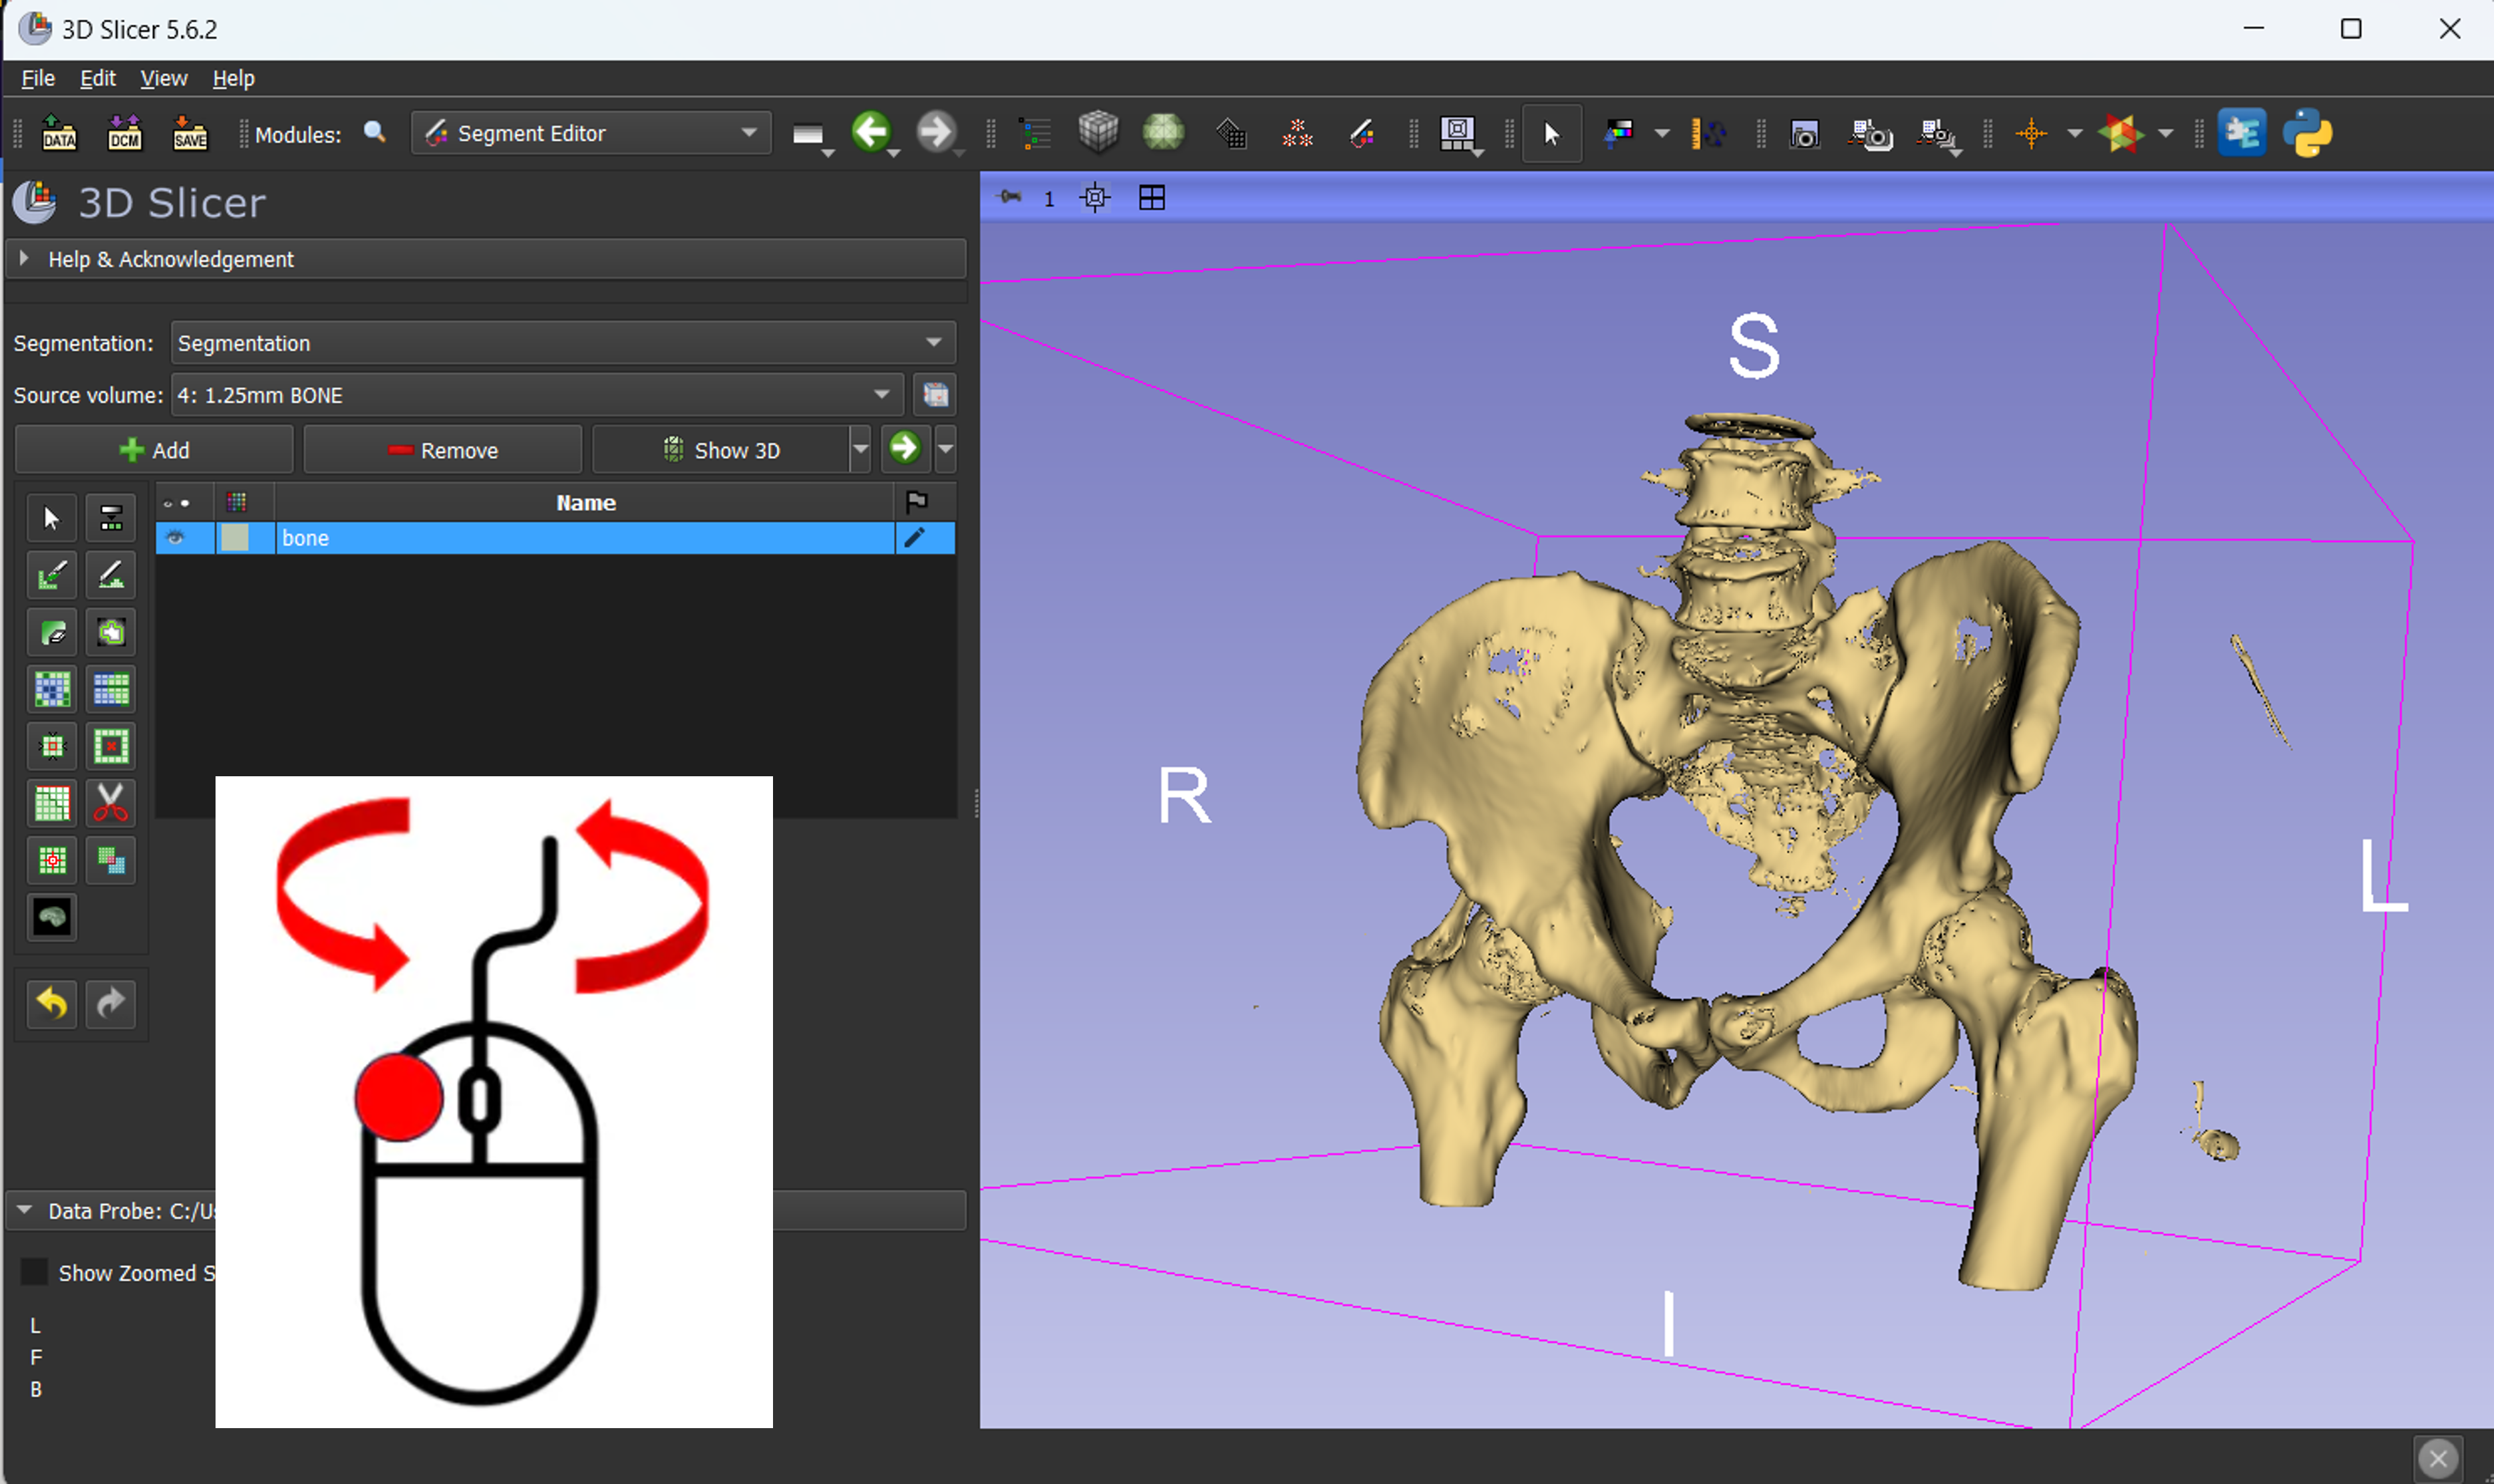 3D Slicer 5.6.2
File Edit View Help
DATA DCM SAVE Modules: Segment Editor
3D Slicer
1
Help & Acknowledgement
Segmentation: Segmentation
Source volume: 4: 1.25mm BONE
Add Remove Show 3D
Name
bone
S
R
L
I
Data Probe: C:/Us
Show Zoomed S
L
F
B